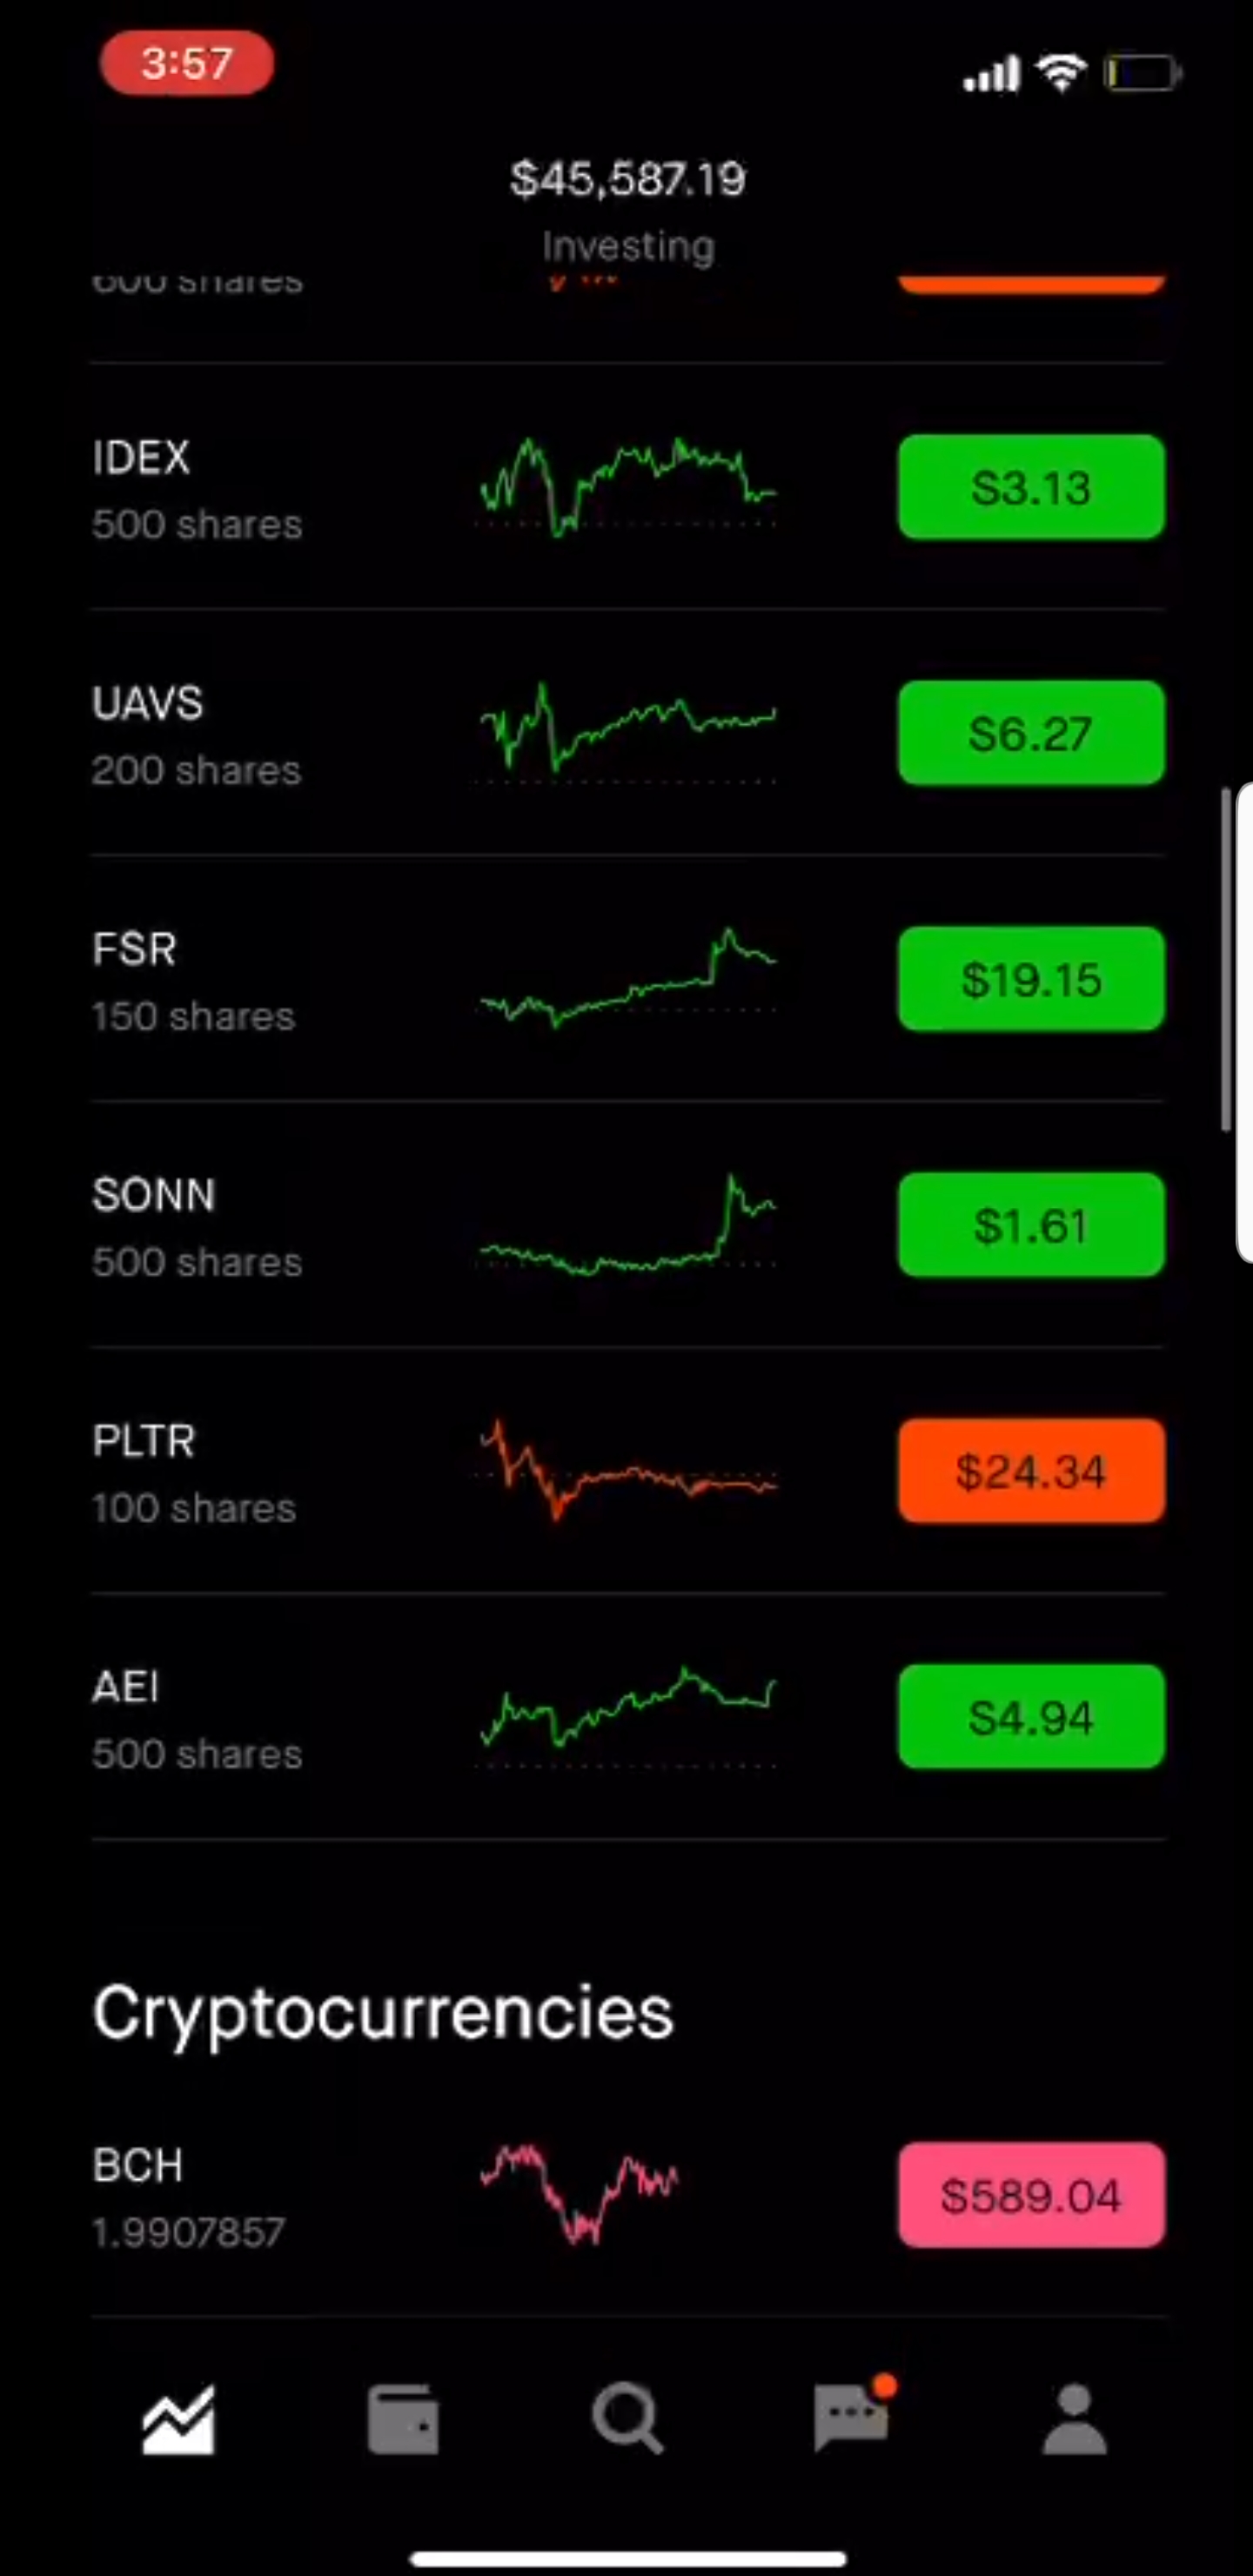 3:57
$45,587.19
Investing
600 shares
IDEX
500 shares
$3.13
UAVS
200 shares
$6.27
FSR
150 shares
$19.15
SONN
500 shares
$1.61
PLTR
100 shares
$24.34
AEI
500 shares
$4.94
Cryptocurrencies
BCH
1.9907857
$589.04